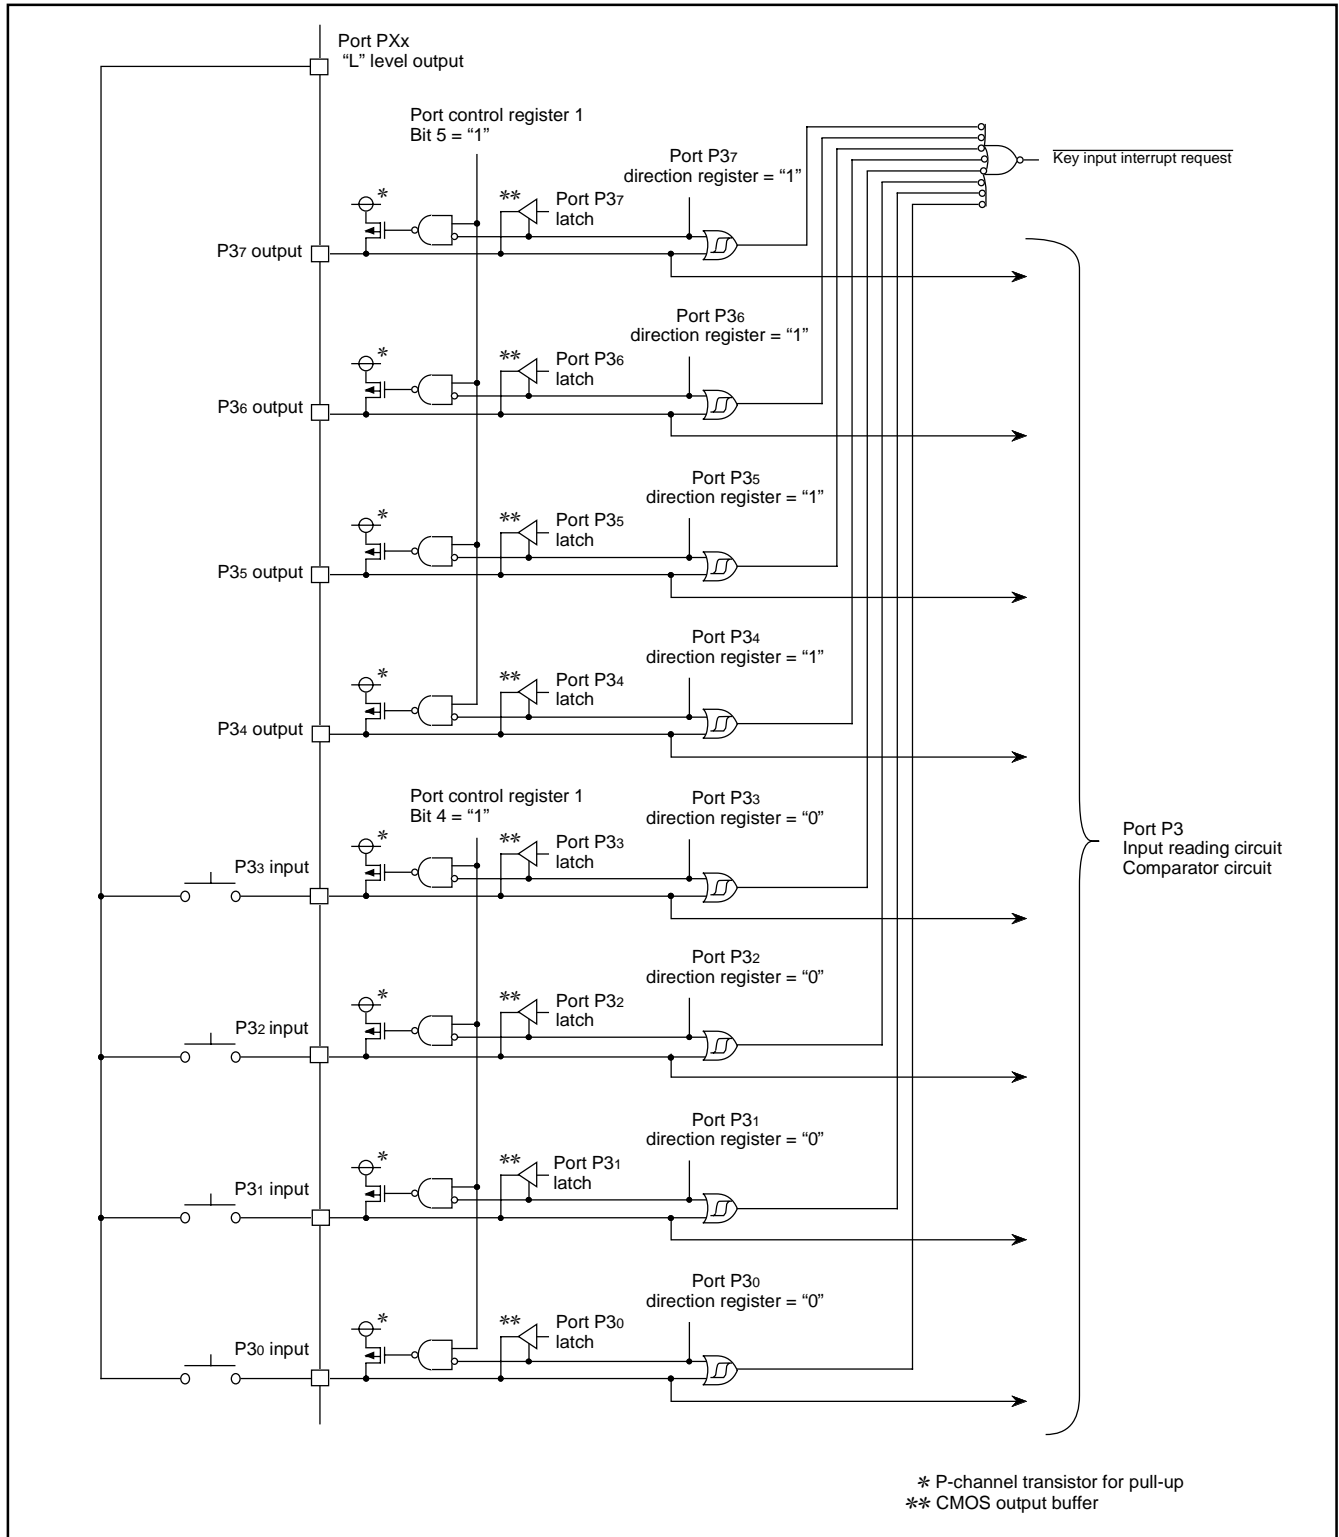 Port PXx
“L” level output
Port control register 1
Bit 5 = “1”
Port P37
direction register = “1”
Key input interrupt request
*
**
Port P37
latch
P37 output
Port P36
direction register = “1”
*
**
Port P36
latch
P36 output
Port P35
direction register = “1”
*
**
Port P35
latch
P35 output
Port P34
direction register = “1”
*
**
Port P34
latch
P34 output
Port control register 1
Bit 4 = “1”
Port P33
direction register = “0”
*
**
Port P33
latch
P33 input
Port P3
Input reading circuit
Comparator circuit
Port P32
direction register = “0”
*
**
Port P32
latch
P32 input
Port P31
direction register = “0”
*
**
Port P31
latch
P31 input
Port P30
direction register = “0”
*
**
Port P30
latch
P30 input
* P-channel transistor for pull-up
** CMOS output buffer